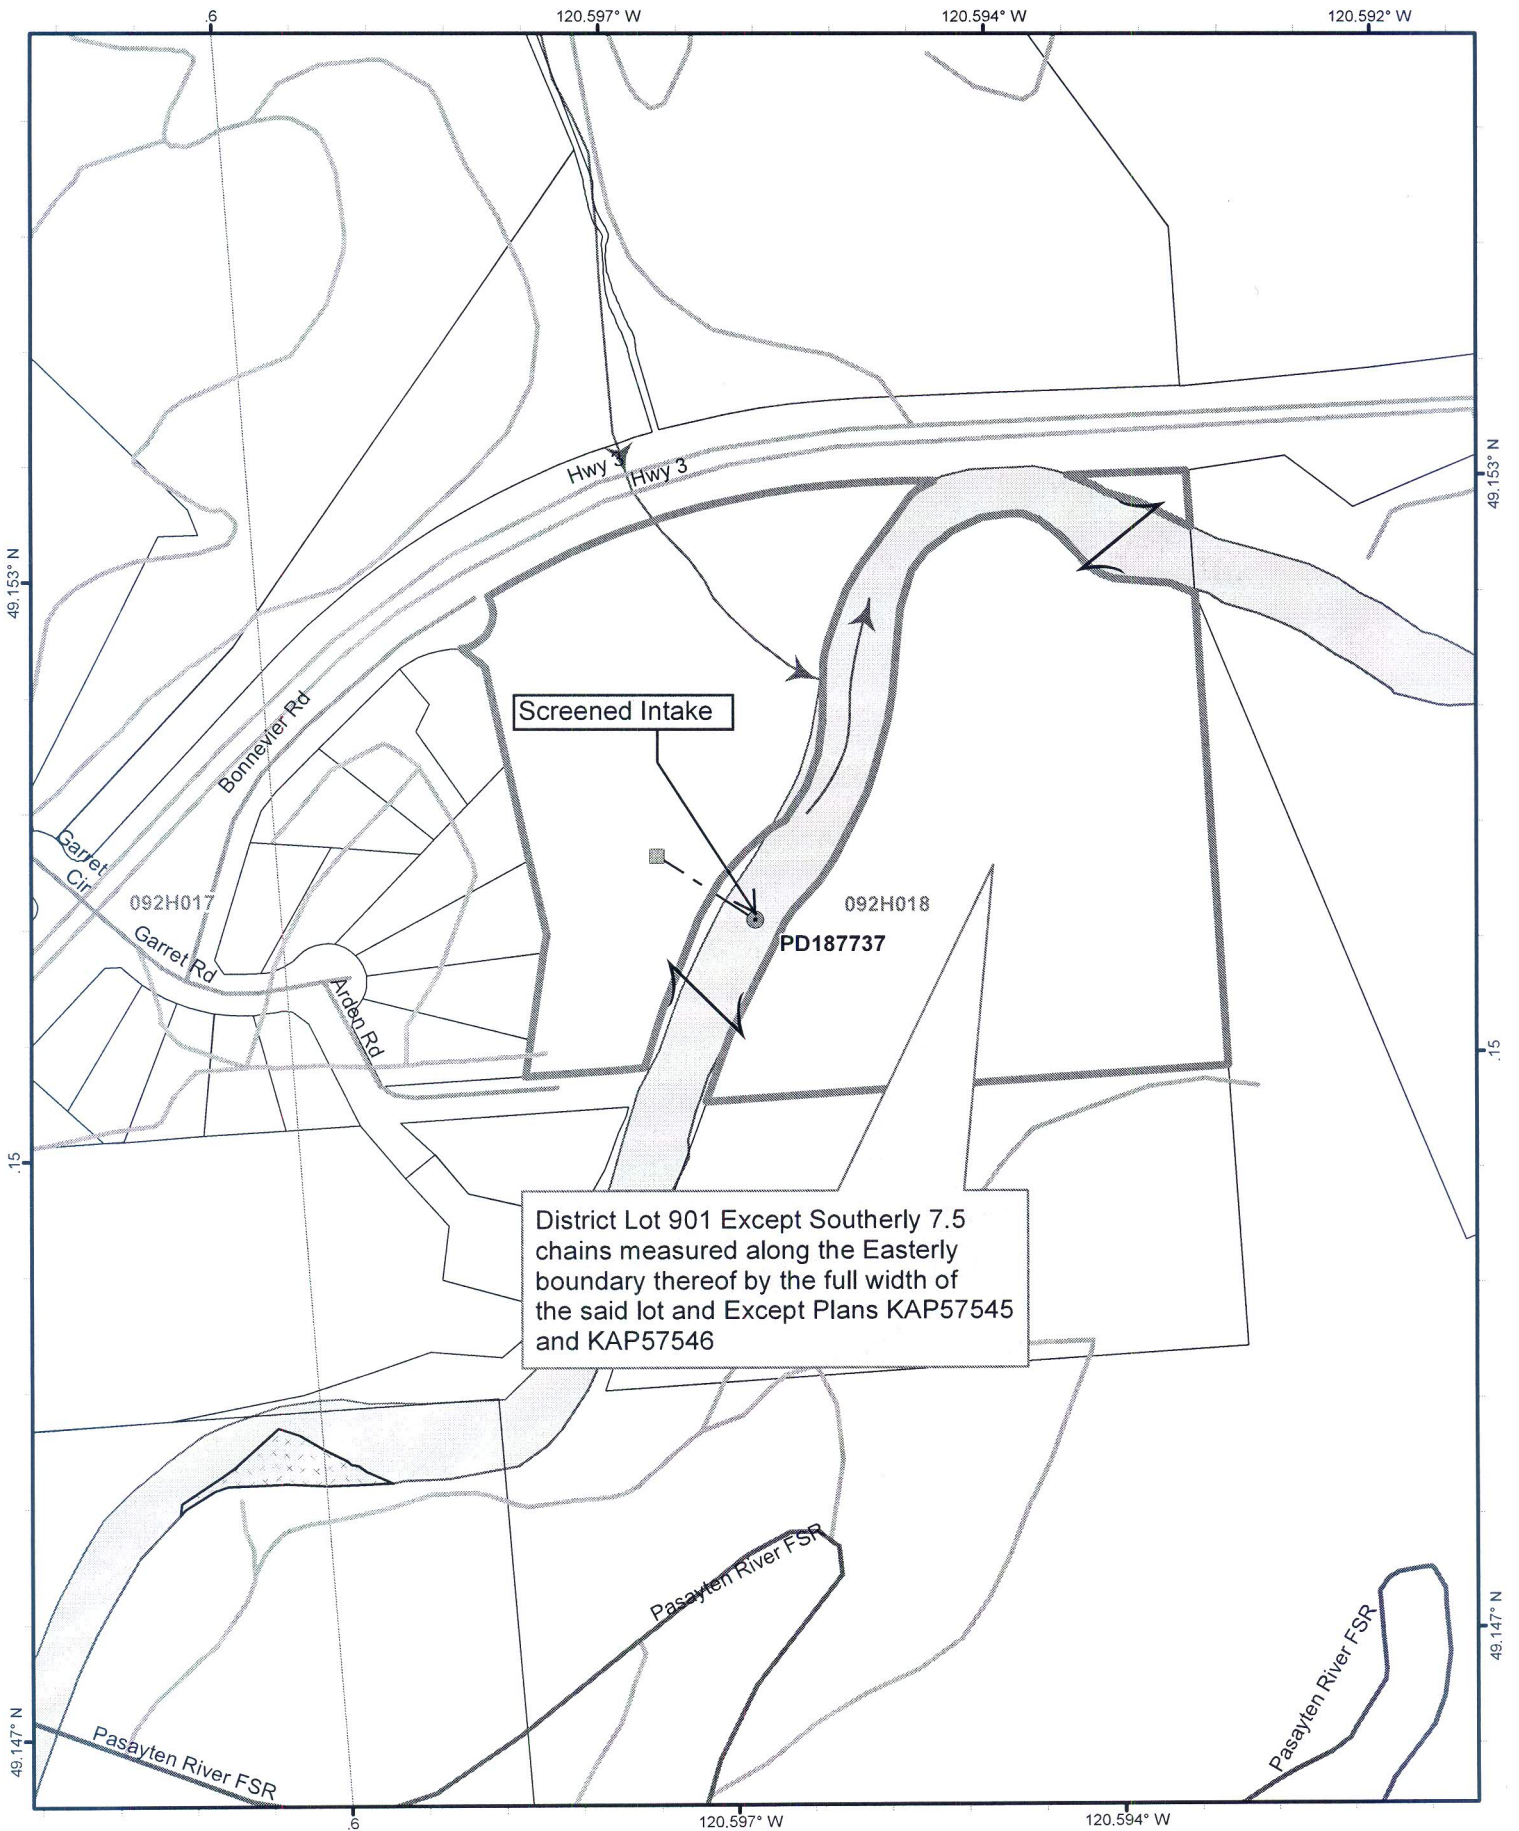 .6
120.597° W
120.594° W
120.592° W
Hwy 3
Hwy 3
49.153° N
49.153° N
Screened Intake
Bonnevier Rd
Garret
Cir
092H017
092H018
Garret Rd
PD187737
Arden Rd
.15
.15
District Lot 901 Except Southerly 7.5
chains measured along the Easterly
boundary thereof by the full width of
the said lot and Except Plans KAP57545
and KAP57546
Pasayten River FSR
Pasayten River FSR
Pasayten River FSR
49.147° N
49.147° N
.6
120.597° W
120.594° W